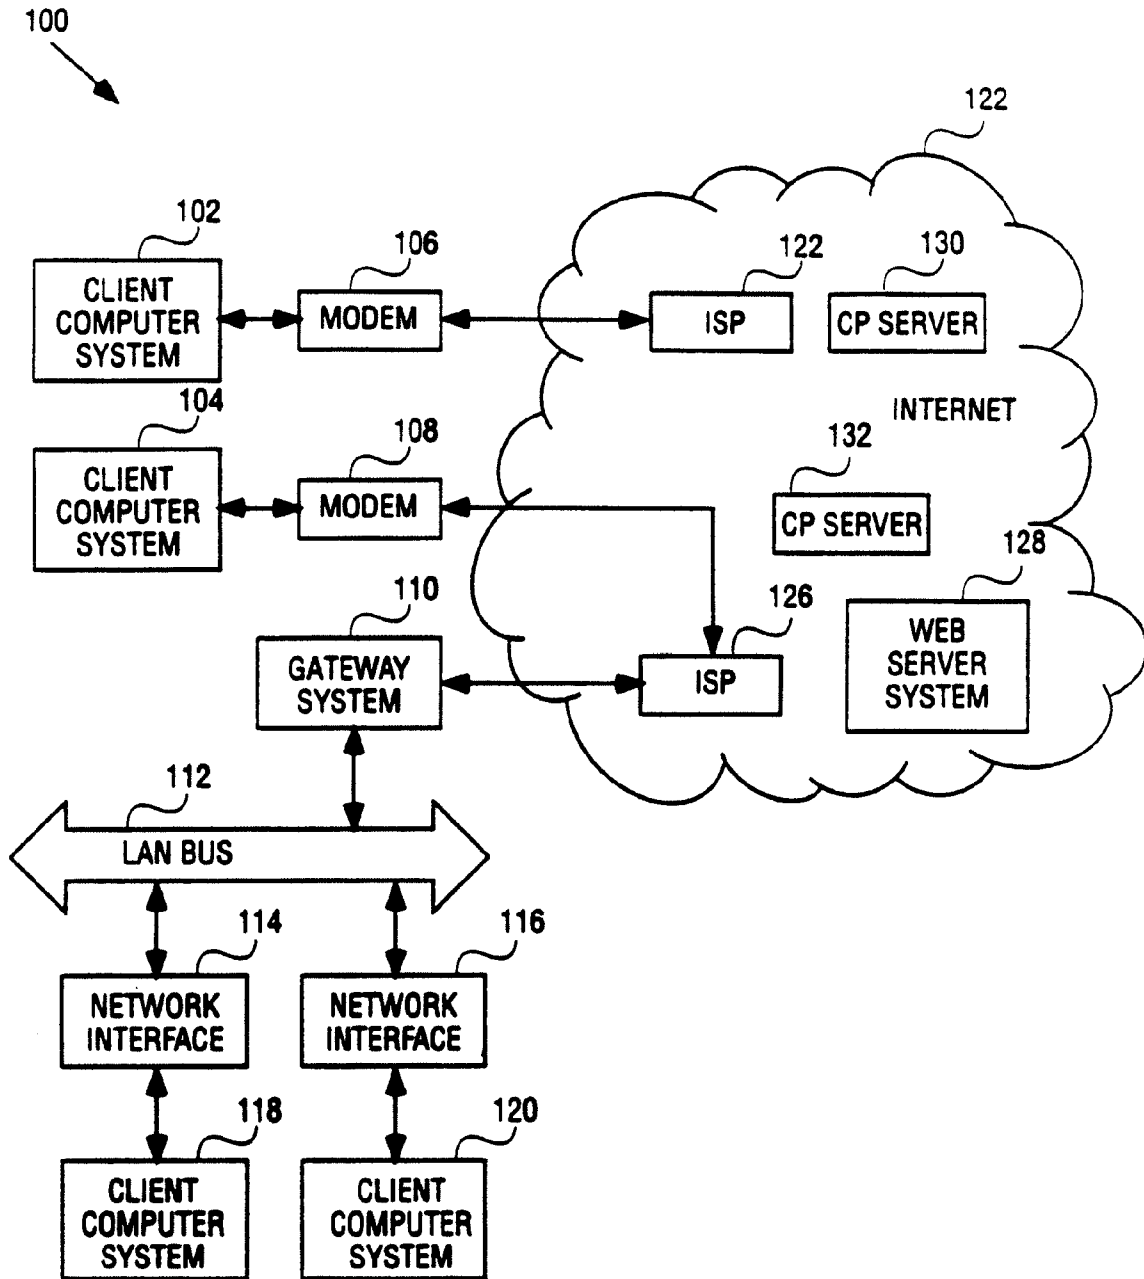 100
122
102
CLIENT
COMPUTER
SYSTEM
106
MODEM
122
ISP
130
CP SERVER
INTERNET
104
CLIENT
COMPUTER
SYSTEM
108
MODEM
132
CP SERVER
110
GATEWAY
SYSTEM
126
ISP
128
WEB
SERVER
SYSTEM
112
LAN BUS
114
NETWORK
INTERFACE
116
NETWORK
INTERFACE
118
CLIENT
COMPUTER
SYSTEM
120
CLIENT
COMPUTER
SYSTEM